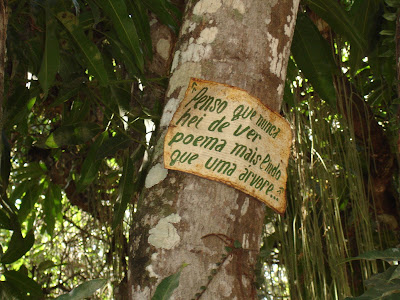 "Penso que nunca
hei de ver
poema mais lindo
que uma árvore..."